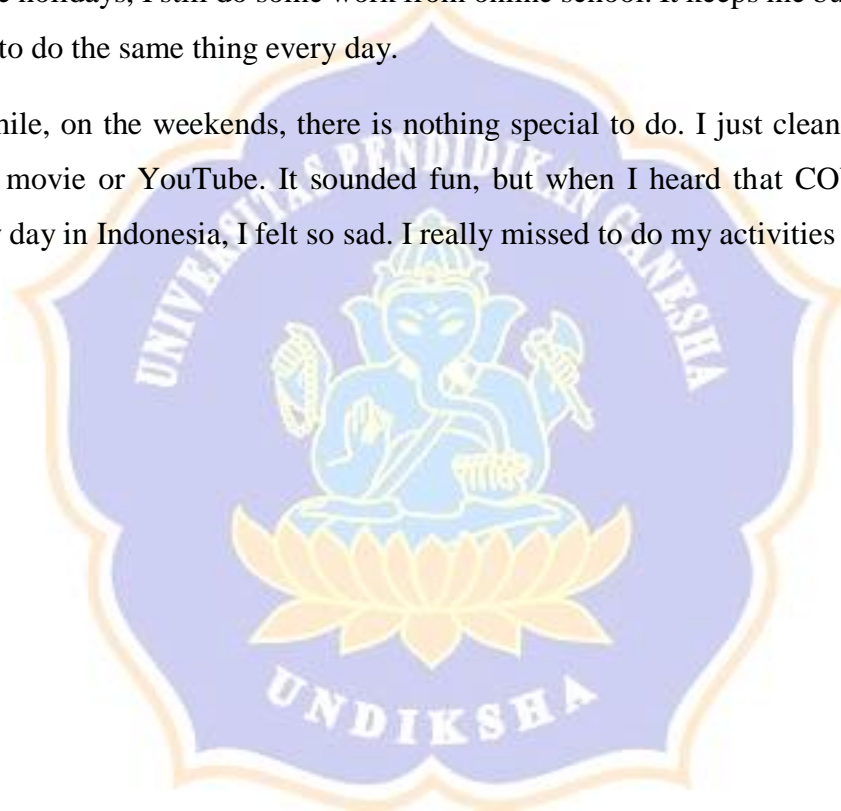 holidays, I still do some work from online school. It keeps me
to do the same thing every day.
on the weekends, there is nothing special to do. I just clean
movie or YouTube. It sounded fun, but when I heard that
day in Indonesia, I felt so sad. I really missed to do my activities
UNIVERSITAS PENDIDIKAN GANESHA
UNDIKSHA